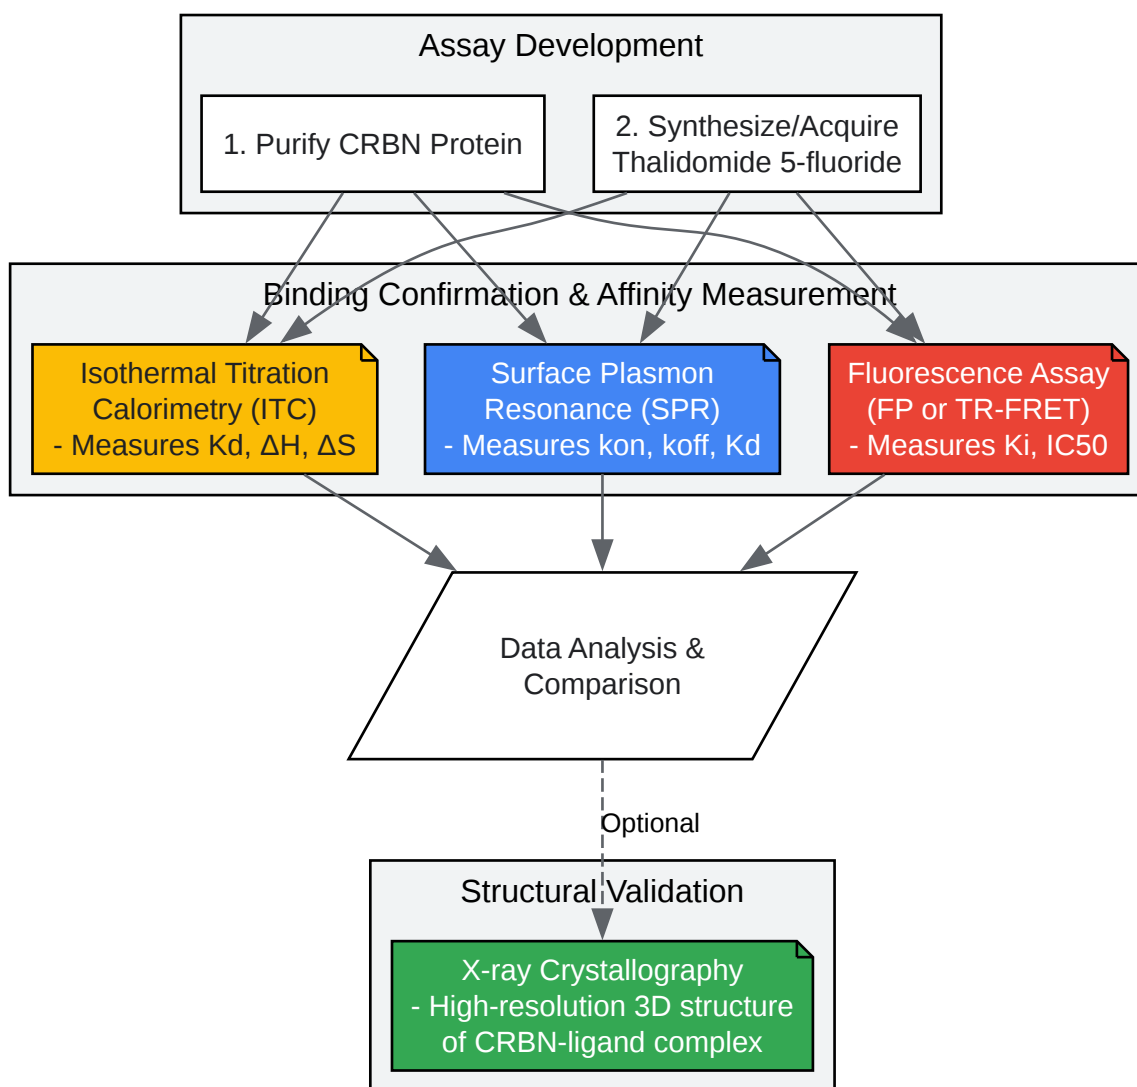 Assay Development
1. Purify CRBN Protein
2. Synthesize/Acquire
Thalidomide 5-fluoride
Binding Confirmation & Affinity Measurement
Isothermal Titration
Calorimetry (ITC)
- Measures Kd, ΔH, ΔS
Surface Plasmon
Resonance (SPR)
- Measures kon, koff, Kd
Fluorescence Assay
(FP or TR-FRET)
- Measures Ki, IC50
Data Analysis &
Comparison
Optional
Structural Validation
X-ray Crystallography
- High-resolution 3D structure
of CRBN-ligand complex